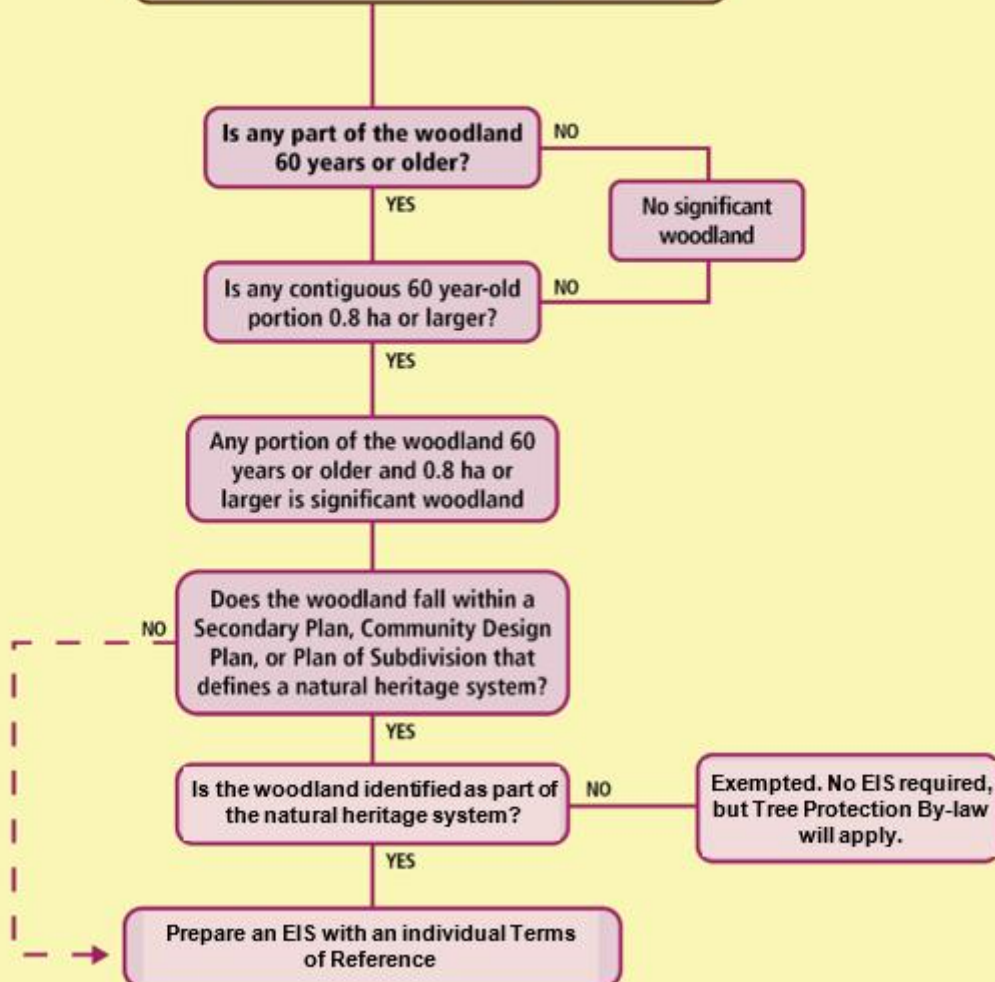 Is any part of the woodland
60 years or older?
NO
YES
No significant
woodland
Is any contiguous 60 year-old
portion 0.8 ha or larger?
NO
YES
Any portion of the woodland 60
years or older and 0.8 ha or
larger is significant woodland
Does the woodland fall within a
Secondary Plan, Community Design
Plan, or Plan of Subdivision that
defines a natural heritage system?
NO
YES
Is the woodland identified as part of
the natural heritage system?
NO
Exempted. No EIS required,
but Tree Protection By-law
will apply.
YES
Prepare an EIS with an individual Terms
of Reference